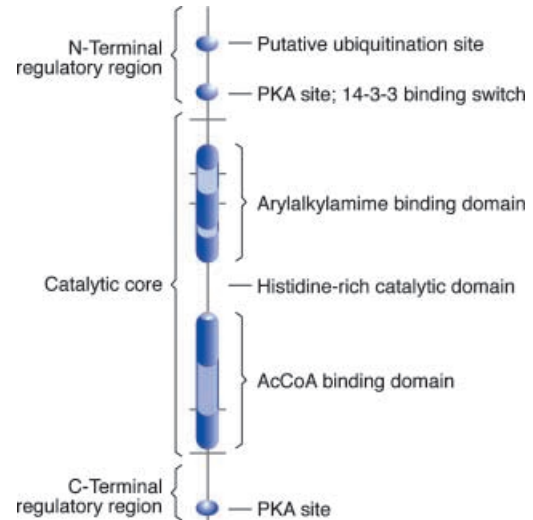 N-Terminal
regulatory region
Putative ubiquitination site
PKA site; 14-3-3 binding switch
Arylalkylamime binding domain
Catalytic core
Histidine-rich catalytic domain
AcCoA binding domain
C-Terminal
regulatory region
PKA site